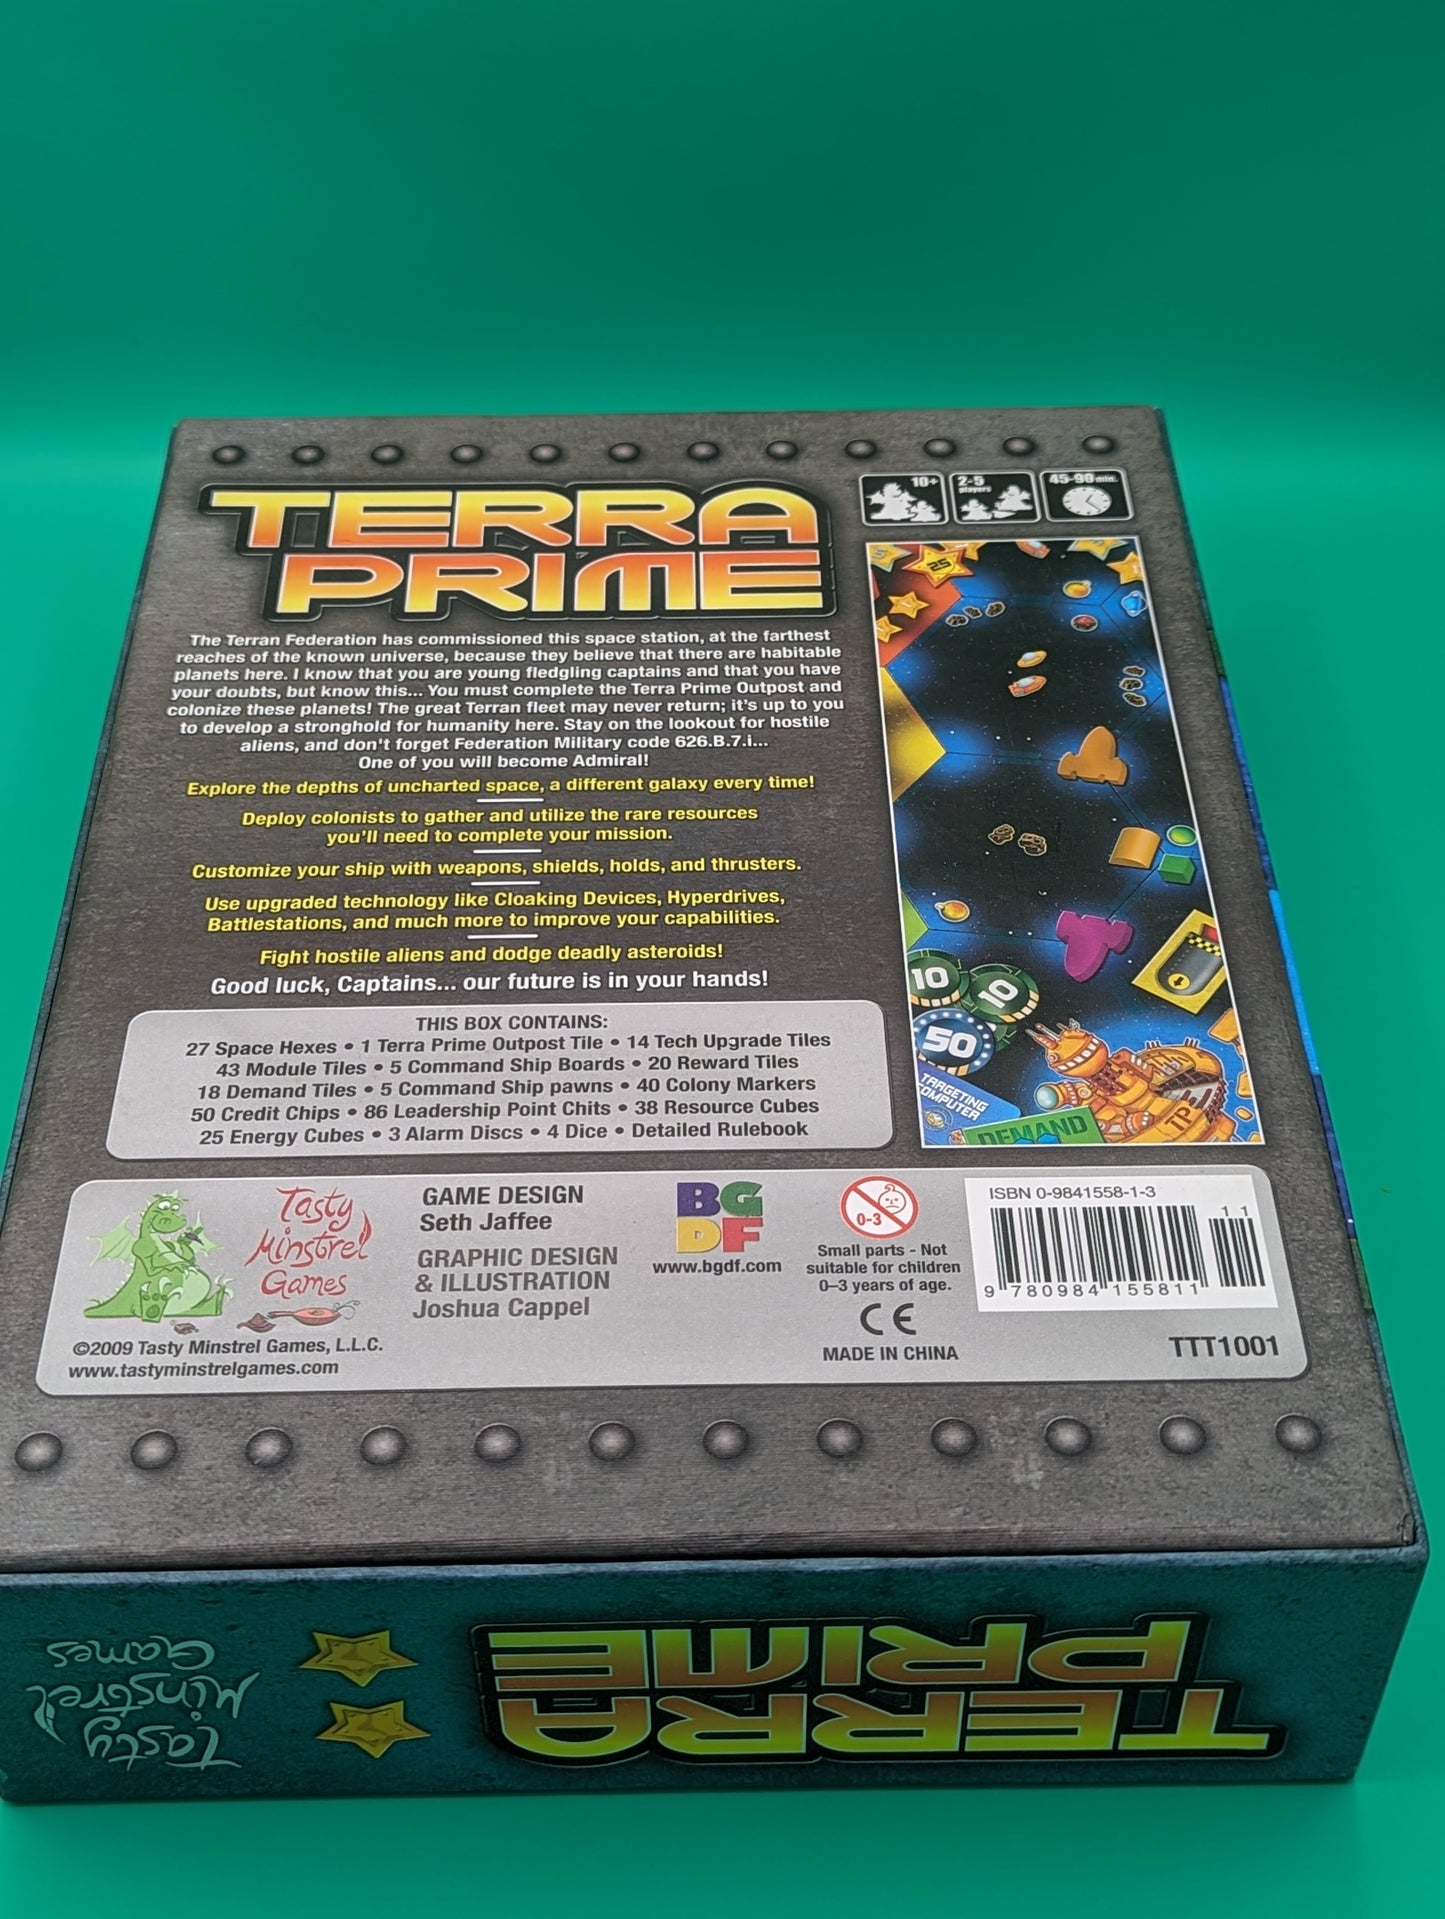 TERRA
PRIME
10+
2-5
players
45-90 min.
The Terran Federation has commissioned this space station, at the farthest
reaches of the known universe, because they believe that there are habitable
planets here. I know that you are young fledgling captains and that you have
your doubts, but know this... You must complete the Terra Prime Outpost and
colonize these planets! The great Terran fleet may never return; it's up to you
to develop a stronghold for humanity here. Stay on the lookout for hostile
aliens, and don't forget Federation Military code 626.B.7.i...
One of you will become Admiral!
Explore the depths of uncharted space, a different galaxy every time!
Deploy colonists to gather and utilize the rare resources
you'll need to complete your mission.
Customize your ship with weapons, shields, holds, and thrusters.
Use upgraded technology like Cloaking Devices, Hyperdrives,
Battlestations, and much more to improve your capabilities.
Fight hostile aliens and dodge deadly asteroids!
Good luck, Captains... our future is in your hands!
25
10
10
50
TARGETING
COMPUTER
DEMAND
TP
THIS BOX CONTAINS:
27 Space Hexes • 1 Terra Prime Outpost Tile • 14 Tech Upgrade Tiles
43 Module Tiles • 5 Command Ship Boards • 20 Reward Tiles
18 Demand Tiles • 5 Command Ship pawns • 40 Colony Markers
50 Credit Chips • 86 Leadership Point Chits • 38 Resource Cubes
25 Energy Cubes • 3 Alarm Discs • 4 Dice • Detailed Rulebook
Tasty
Minstrel
Games
©2009 Tasty Minstrel Games, L.L.C.
www.tastyminstrelgames.com
GAME DESIGN
Seth Jaffee
GRAPHIC DESIGN
& ILLUSTRATION
Joshua Cappel
BG
DF
www.bgdf.com
0-3
Small parts - Not
suitable for children
0–3 years of age.
CE
MADE IN CHINA
ISBN 0-9841558-1-3
1 1
9 780984 155811
TTT1001
TERRA
PRIME
Tasty
Minstrel
Games